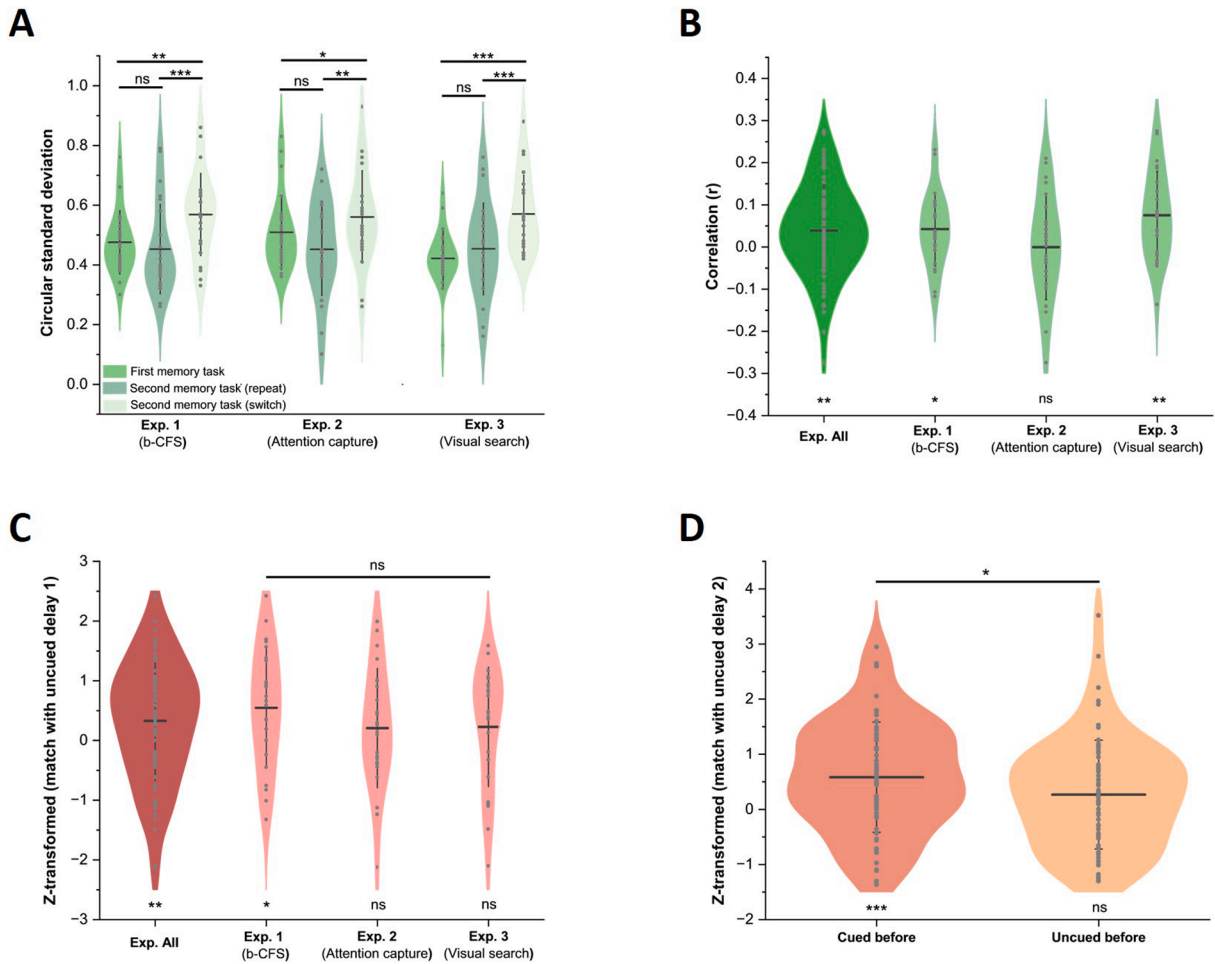 A
Circular standard deviation
1.0
0.8
0.6
0.4
0.2
0.0
**
ns
***
*
ns
**
***
ns
***
First memory task
Second memory task (repeat)
Second memory task (switch)
Exp. 1
(b-CFS)
Exp. 2
(Attention capture)
Exp. 3
(Visual search)
B
Correlation (r)
0.4
0.3
0.2
0.1
0.0
−0.1
−0.2
−0.3
−0.4
**
*
ns
**
Exp. All
Exp. 1
(b-CFS)
Exp. 2
(Attention capture)
Exp. 3
(Visual search)
C
Z-transformed (match with uncued delay 1)
3
2
1
0
−1
−2
−3
ns
**
*
ns
ns
Exp. All
Exp. 1
(b-CFS)
Exp. 2
(Attention capture)
Exp. 3
(Visual search)
D
Z-transformed (match with uncued delay 2)
4
3
2
1
0
−1
−2
*
***
ns
Cued before
Uncued before